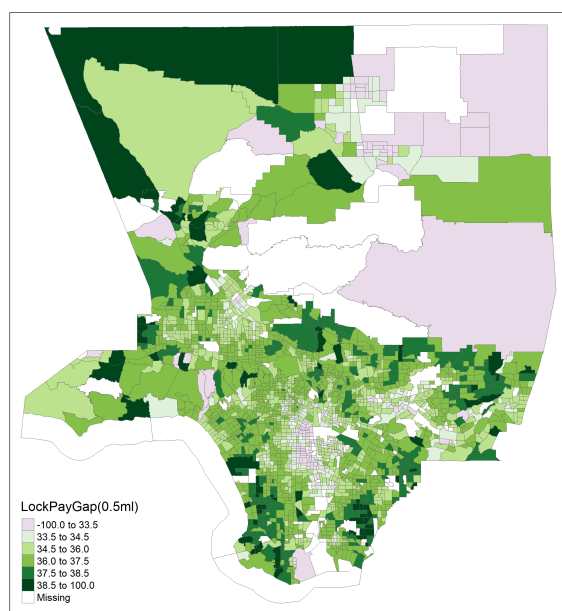 LockPayGap(0.5ml)
-100.0 to 33.5
33.5 to 34.5
34.5 to 36.0
36.0 to 37.5
37.5 to 38.5
38.5 to 100.0
Missing